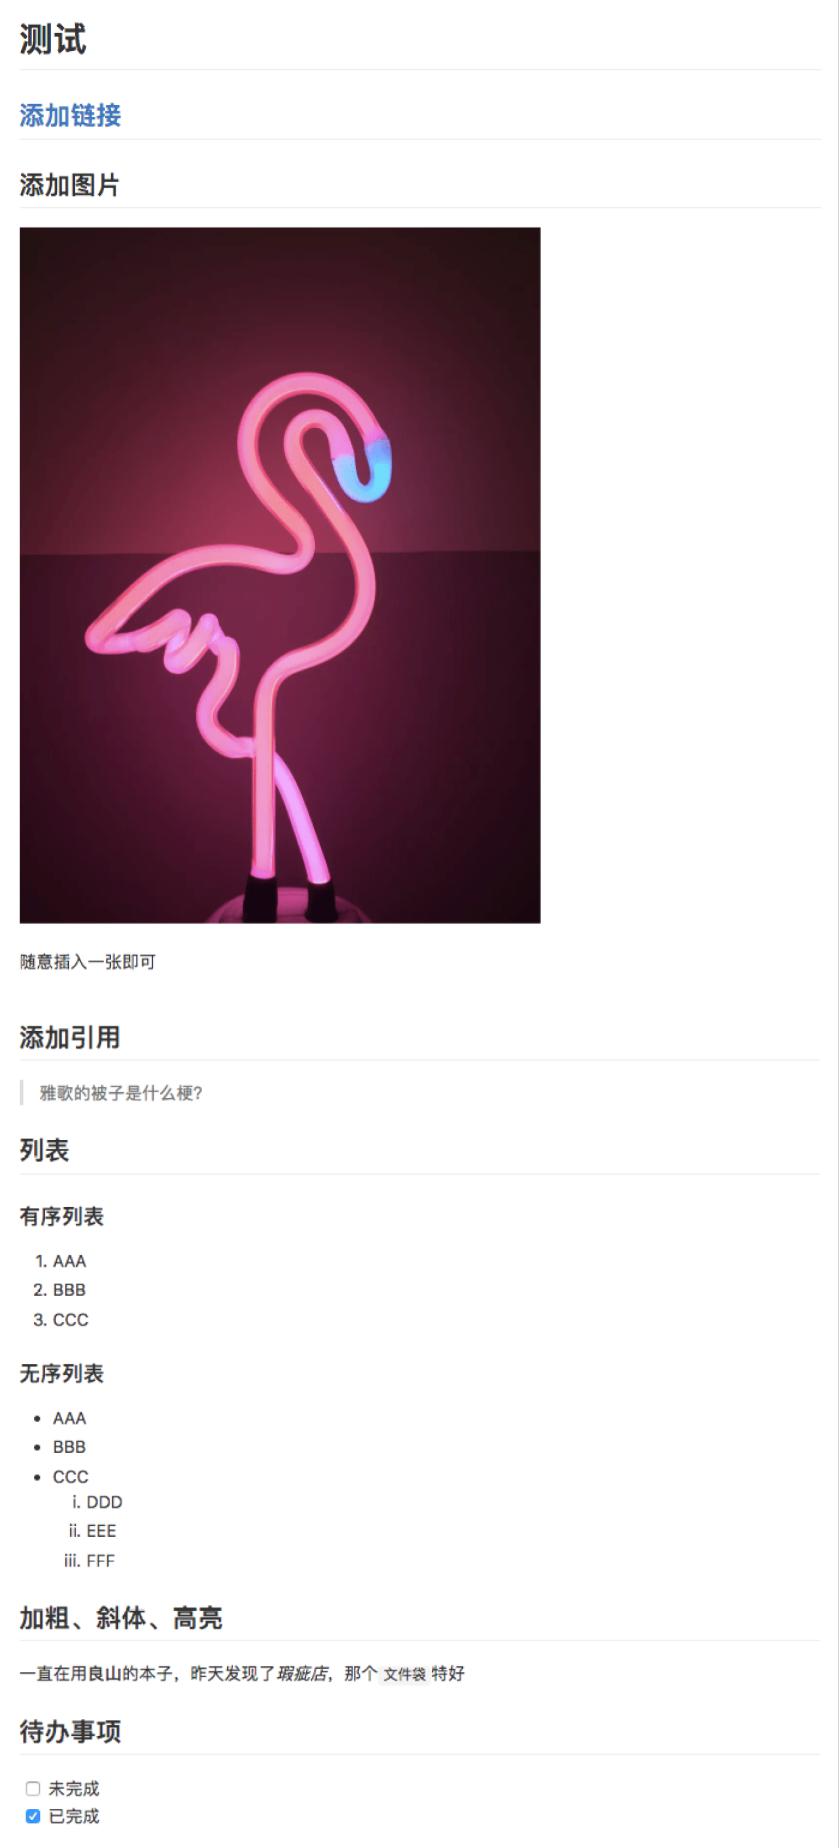 测试
添加链接
添加图片
随意插入一张即可
添加引用
雅歌的被子是什么梗?
列表
有序列表
1. AAA
2. BBB
3. CCC
无序列表
• AAA
• BBB
• CCC
i. DDD
ii. EEE
iii. FFF
加粗、斜体、高亮
一直在用良山的本子，昨天发现了瑕疵店，那个 文件袋 特好
待办事项
未完成
已完成